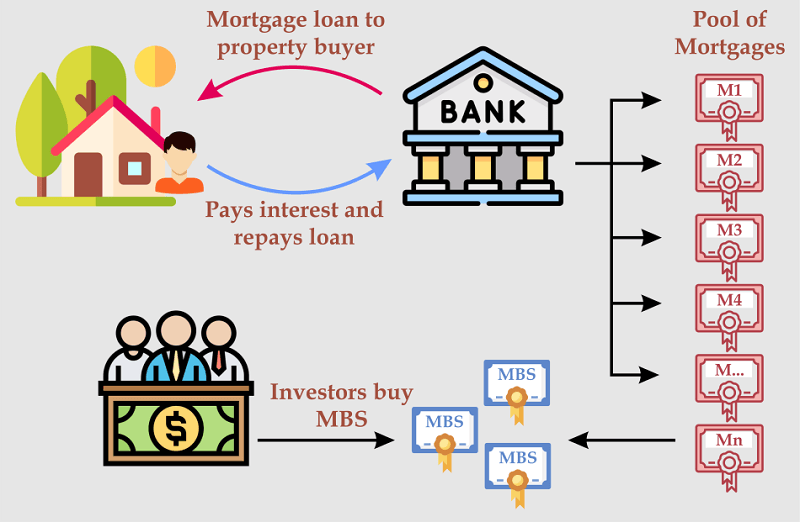 Mortgage loan to
property buyer
BANK
Pays interest and
repays loan
Pool of
Mortgages
M1
M2
M3
M4
M...
Mn
$
Investors buy
MBS
MBS
MBS
MBS